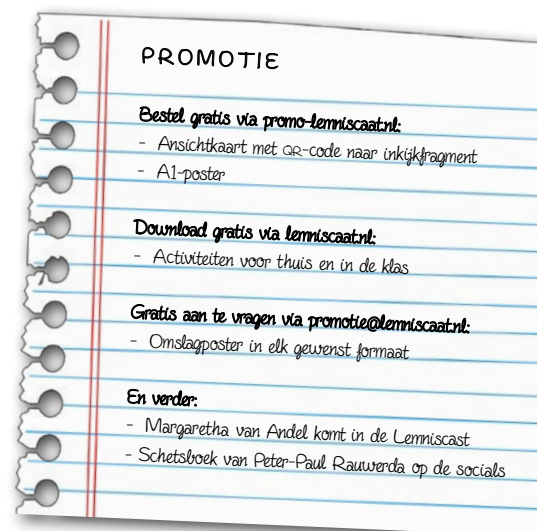 PROMOTIE
Bestel gratis via promo-lemniscaat.nl:
- Ansichtkaart met QR-code naar inkijkfragment
- A1-poster
Download gratis via lemniscaat.nl:
- Activiteiten voor thuis en in de klas
Gratis aan te vragen via promotie@lemniscaat.nl:
- Omslagposter in elk gewenst formaat
En verder:
- Margaretha van Andel komt in de Lemniscast
- Schetsboek van Peter-Paul Rauwerda op de socials